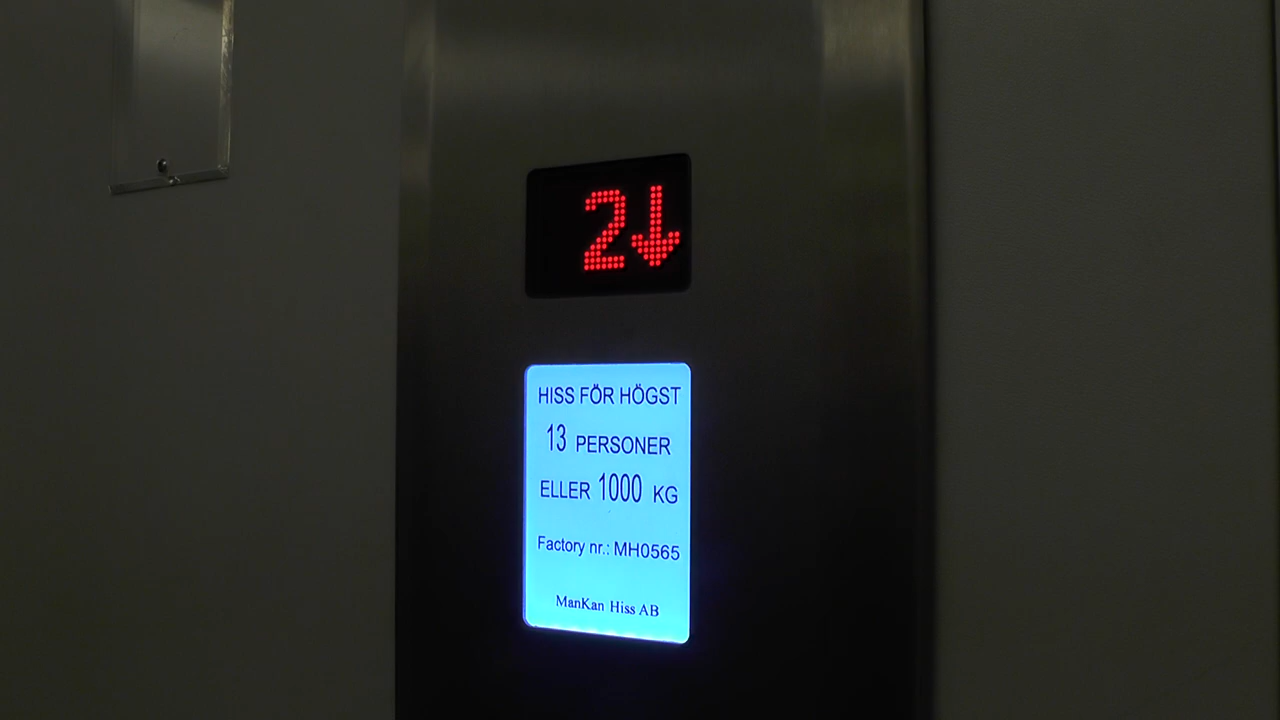 2↓
HISS FÖR HÖGST
13 PERSONER
ELLER 1000 KG
Factory nr.: MH0565
ManKan Hiss AB